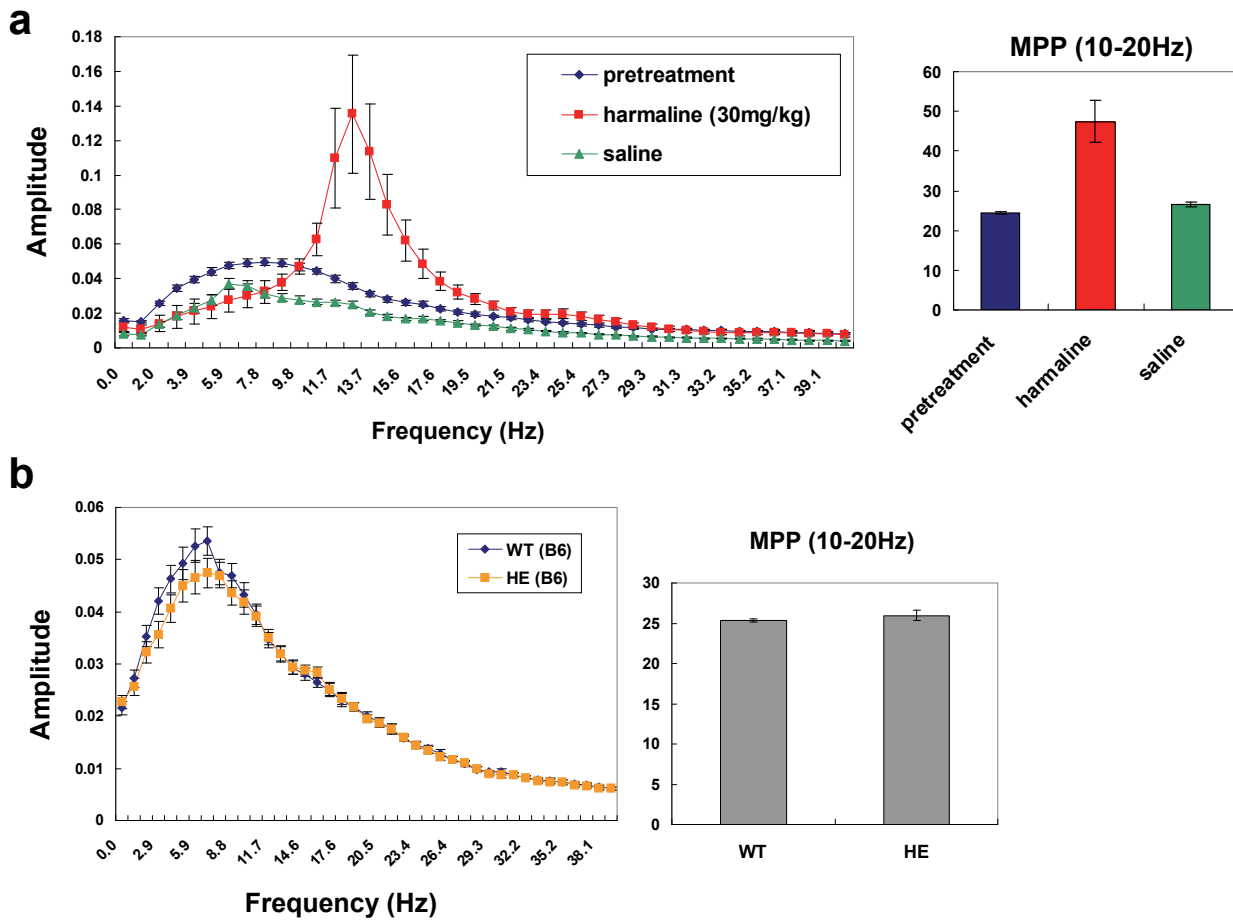 a
0.18
0.16
0.14
0.12
0.1
0.08
0.06
0.04
0.02
0
Amplitude
pretreatment
harmaline (30mg/kg)
saline
0.0 2.0 3.9 5.9 7.8 9.8 11.7 13.7 15.6 17.6 19.5 21.5 23.4 25.4 27.3 29.3 31.3 33.2 35.2 37.1 39.1
Frequency (Hz)
MPP (10-20Hz)
60
50
40
30
20
10
0
pretreatment harmaline saline
b
0.06
0.05
0.04
0.03
0.02
0.01
0
Amplitude
WT (B6)
HE (B6)
0.0 2.9 5.9 8.8 11.7 14.6 17.6 20.5 23.4 26.4 29.3 32.2 35.2 38.1
Frequency (Hz)
MPP (10-20Hz)
30
25
20
15
10
5
0
WT HE